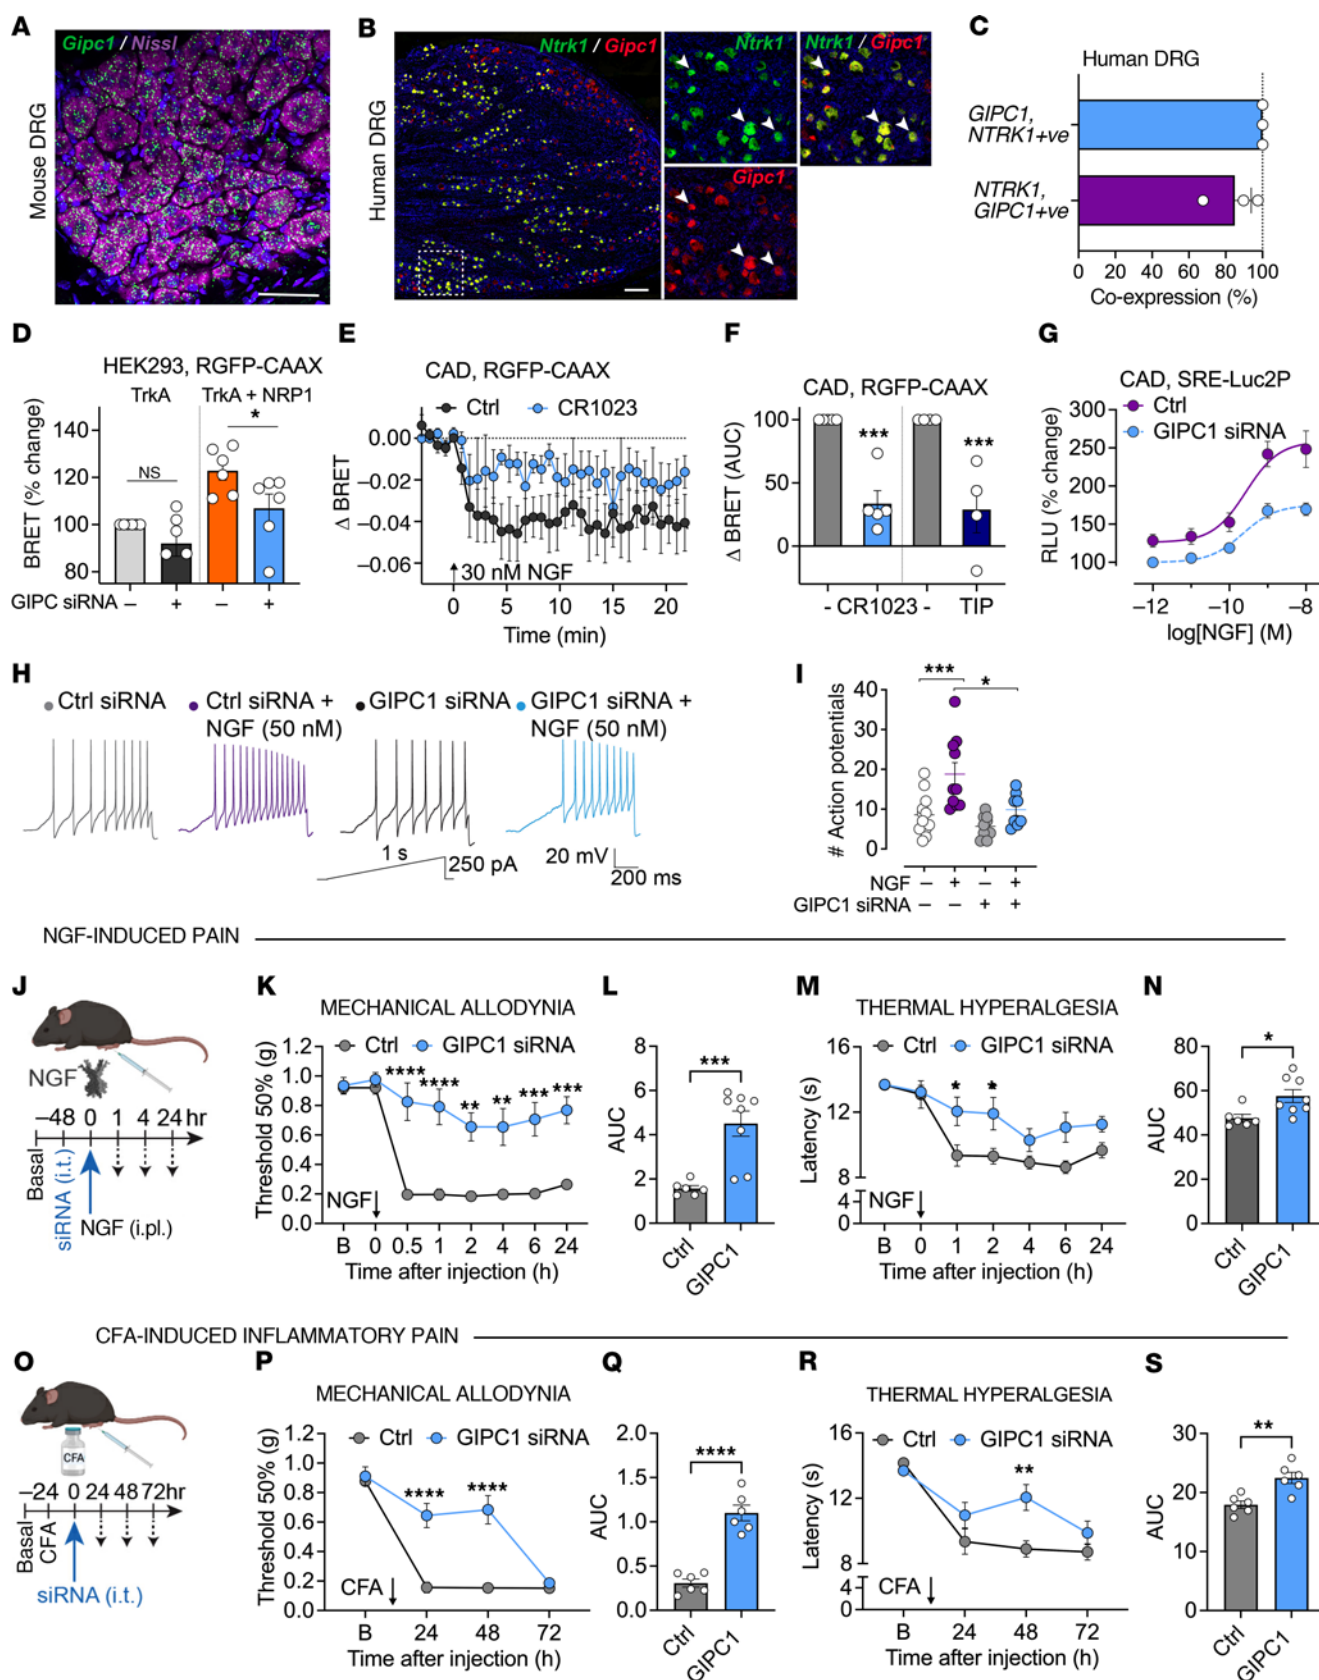 A
Gipc1 / Nissl
Mouse DRG
B
Ntrk1 / Gipc1
Human DRG
Ntrk1
Ntrk1 / Gipc1
Gipc1
C
Human DRG
GIPC1,
NTRK1+ve
NTRK1,
GIPC1+ve
0 20 40 60 80 100
Co-expression (%)
D
HEK293, RGFP-CAAX
TrkA
TrkA + NRP1
NS
*
BRET (% change)
140
120
100
80
GIPC siRNA – + – +
E
CAD, RGFP-CAAX
Ctrl CR1023
Δ BRET
0.00
–0.02
–0.04
–0.06
30 nM NGF
0 5 10 15 20
Time (min)
F
CAD, RGFP-CAAX
Δ BRET (AUC)
100
50
0
***
***
- CR1023 - TIP
G
CAD, SRE-Luc2P
Ctrl
GIPC1 siRNA
RLU (% change)
300
250
200
150
100
–12 –10 –8
log[NGF] (M)
H
Ctrl siRNA
Ctrl siRNA +
NGF (50 nM)
GIPC1 siRNA
GIPC1 siRNA +
NGF (50 nM)
1 s
250 pA
20 mV
200 ms
I
# Action potentials
40
30
20
10
0
***
*
NGF – + – +
GIPC1 siRNA – – + +
NGF-INDUCED PAIN
J
NGF
–48 0 1 4 24 hr
Basal
siRNA (i.t.)
NGF (i.pl.)
K
MECHANICAL ALLODYNIA
Ctrl GIPC1 siRNA
Threshold 50% (g)
1.2
1.0
0.8
0.6
0.4
0.2
0.0
**** **** ** ** *** ***
NGF
B 0 0.5 1 2 4 6 24
Time after injection (h)
L
AUC
8
6
4
2
0
***
Ctrl
GIPC1
M
THERMAL HYPERALGESIA
Ctrl GIPC1 siRNA
Latency (s)
16
12
8
4
0
* *
NGF
B 0 1 2 4 6 24
Time after injection (h)
N
AUC
80
60
40
20
0
*
Ctrl
GIPC1
CFA-INDUCED INFLAMMATORY PAIN
O
CFA
–24 0 24 48 72hr
Basal
CFA
siRNA (i.t.)
P
MECHANICAL ALLODYNIA
Ctrl GIPC1 siRNA
Threshold 50% (g)
1.2
1.0
0.8
0.6
0.4
0.2
0.0
**** ****
CFA
B 24 48 72
Time after injection (h)
Q
AUC
2.0
1.5
1.0
0.5
0.0
****
Ctrl
GIPC1
R
THERMAL HYPERALGESIA
Ctrl GIPC1 siRNA
Latency (s)
16
12
8
4
0
**
CFA
B 24 48 72
Time after injection (h)
S
AUC
30
20
10
0
**
Ctrl
GIPC1